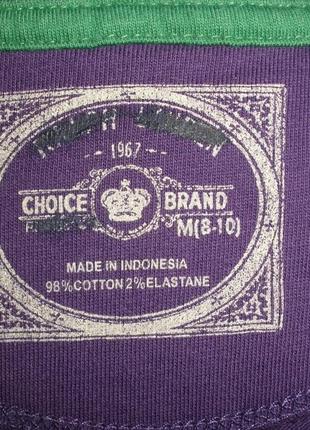 1967
CHOICE BRAND
M(8-10)
MADE IN INDONESIA
98%COTTON 2%ELASTANE